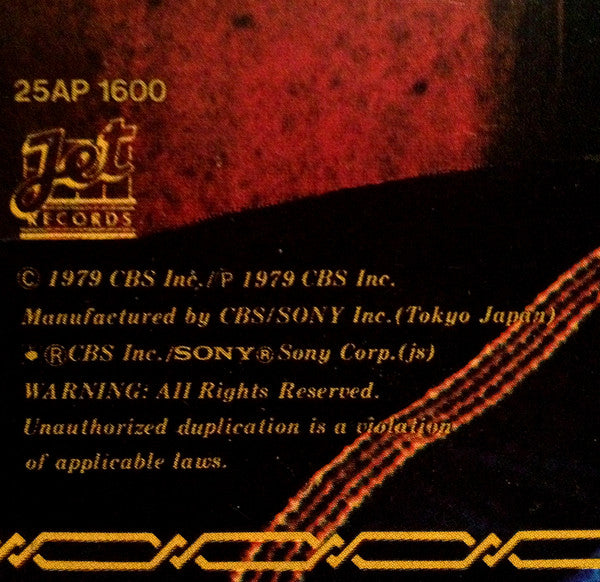 25AP 1600
Jet
RECORDS
Ⓒ 1979 CBS Inc./Ⓟ 1979 CBS Inc.
Manufactured by CBS/SONY Inc.(Tokyo Japan)
● ⓇCBS Inc./SONY® Sony Corp.(js)
WARNING: All Rights Reserved.
Unauthorized duplication is a violation
of applicable laws.